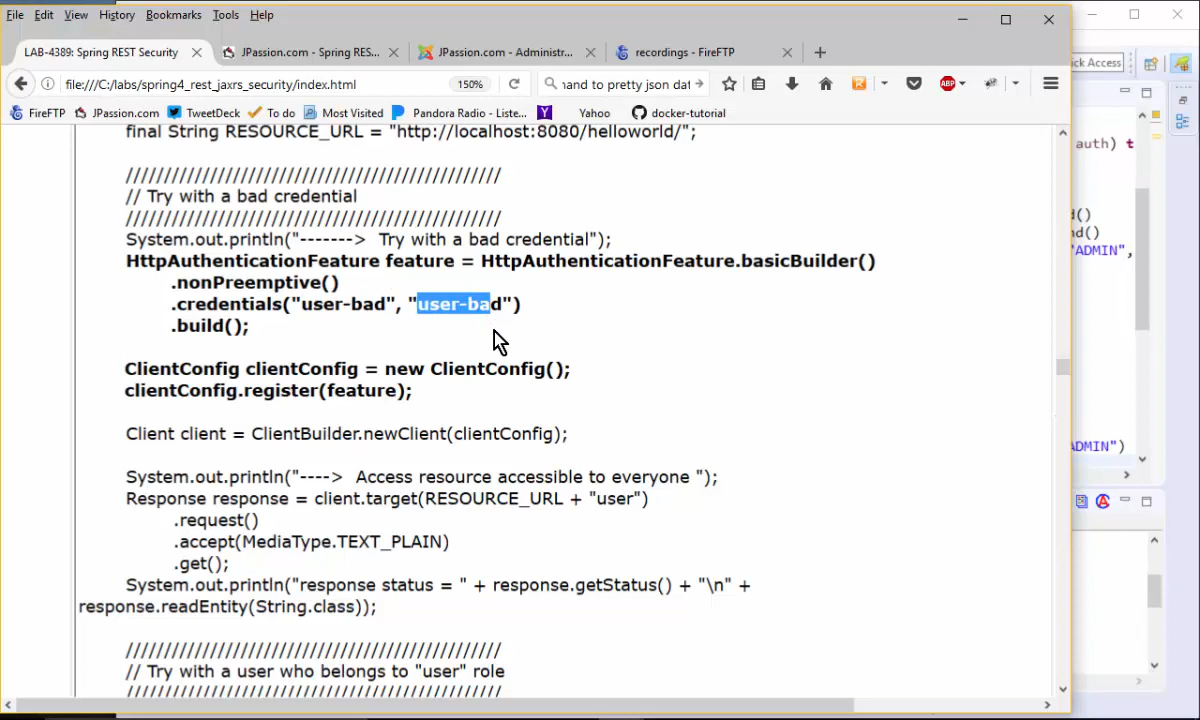 File Edit View History Bookmarks Tools Help
LAB-4389: Spring REST Security
JPassion.com - Spring RES...
JPassion.com - Administr...
recordings - FireFTP
file:///C:/labs/spring4_rest_jaxrs_security/index.html
150%
and to pretty json dat
ick Access
FireFTP JPassion.com TweetDeck To do Most Visited Pandora Radio - Liste... Yahoo docker-tutorial
final String RESOURCE_URL = "http://localhost:8080/helloworld/";
/////////////////////////////////////////////////
// Try with a bad credential
/////////////////////////////////////////////////
System.out.println("-------> Try with a bad credential");
HttpAuthenticationFeature feature = HttpAuthenticationFeature.basicBuilder()
.nonPreemptive()
.credentials("user-bad", "user-bad")
.build();
ClientConfig clientConfig = new ClientConfig();
clientConfig.register(feature);
Client client = ClientBuilder.newClient(clientConfig);
System.out.println("----> Access resource accessible to everyone ");
Response response = client.target(RESOURCE_URL + "user")
.request()
.accept(MediaType.TEXT_PLAIN)
.get();
System.out.println("response status = " + response.getStatus() + "\n" +
response.readEntity(String.class));
/////////////////////////////////////////////////
// Try with a user who belongs to "user" role
/////////////////////////////////////////////////
auth) t
d()
nd()
"ADMIN",
ADMIN")